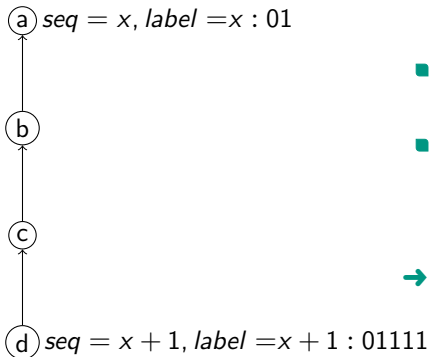 a seq = x, label =x : 01
b
c
d seq = x + 1, label =x + 1 : 01111